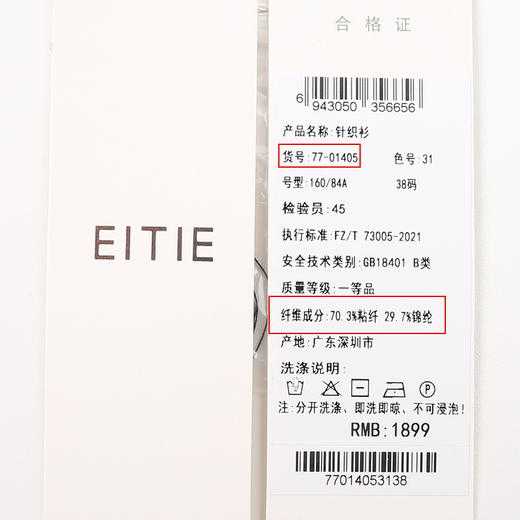 EITIE
合格证
6 943050 356656
产品名称:针织衫
货号:77-01405 色号:31
号型:160/84A 38码
检验员:45
执行标准:FZ/T 73005-2021
安全技术类别:GB18401 B类
质量等级:一等品
纤维成分:70.3%粘纤 29.7%锦纶
产地:广东深圳市
洗涤说明:
注:分开洗涤、即洗即晾、不可浸泡!
RMB:1899
77014053138